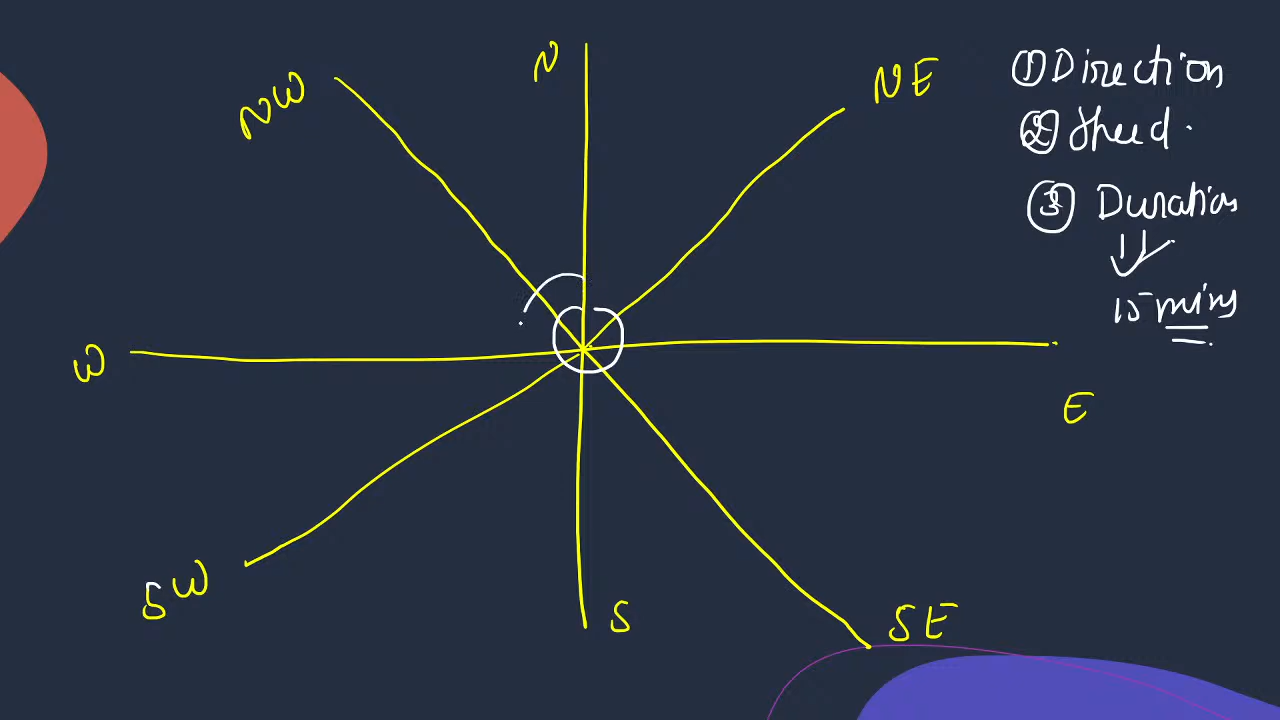 N
NW
NE
① Direction
② Speed
③ Duration
15 mins
W
E
SW
S
SE